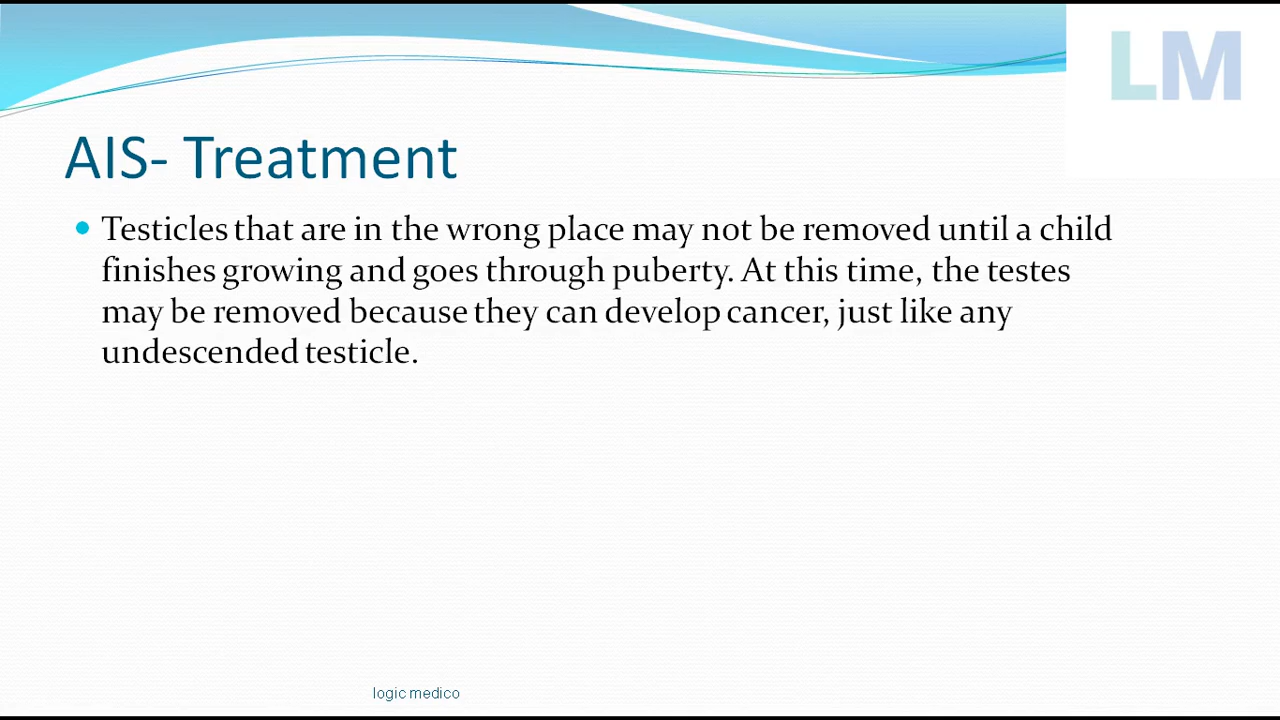 LM
AIS- Treatment
• Testicles that are in the wrong place may not be removed until a child
finishes growing and goes through puberty. At this time, the testes
may be removed because they can develop cancer, just like any
undescended testicle.
logic medico